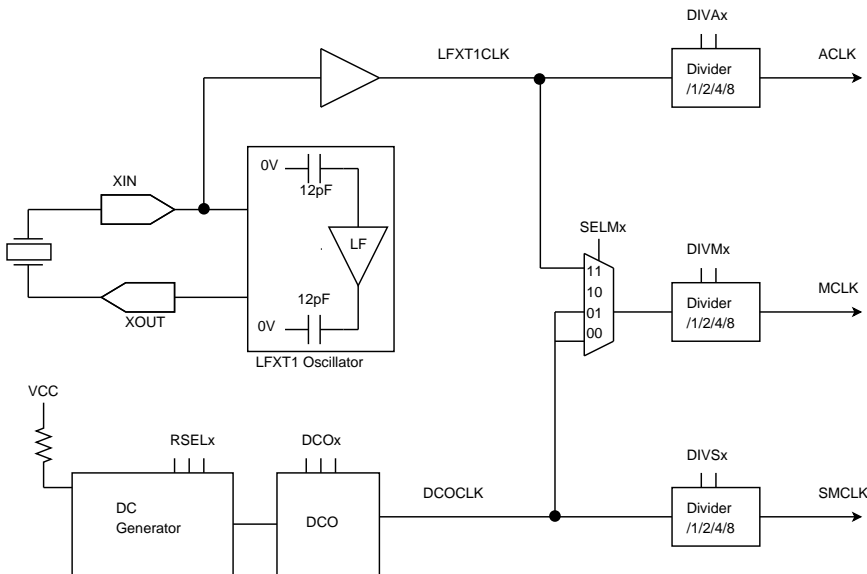 DIVAx
LFXT1CLK
ACLK
Divider
/1/2/4/8
0V
12pF
XIN
LF
SELMx
DIVMx
11
10
01
00
Divider
/1/2/4/8
MCLK
12pF
0V
XOUT
LFXT1 Oscillator
VCC
RSELx
DCOx
DCOCLK
DIVSx
SMCLK
DC
Generator
DCO
Divider
/1/2/4/8